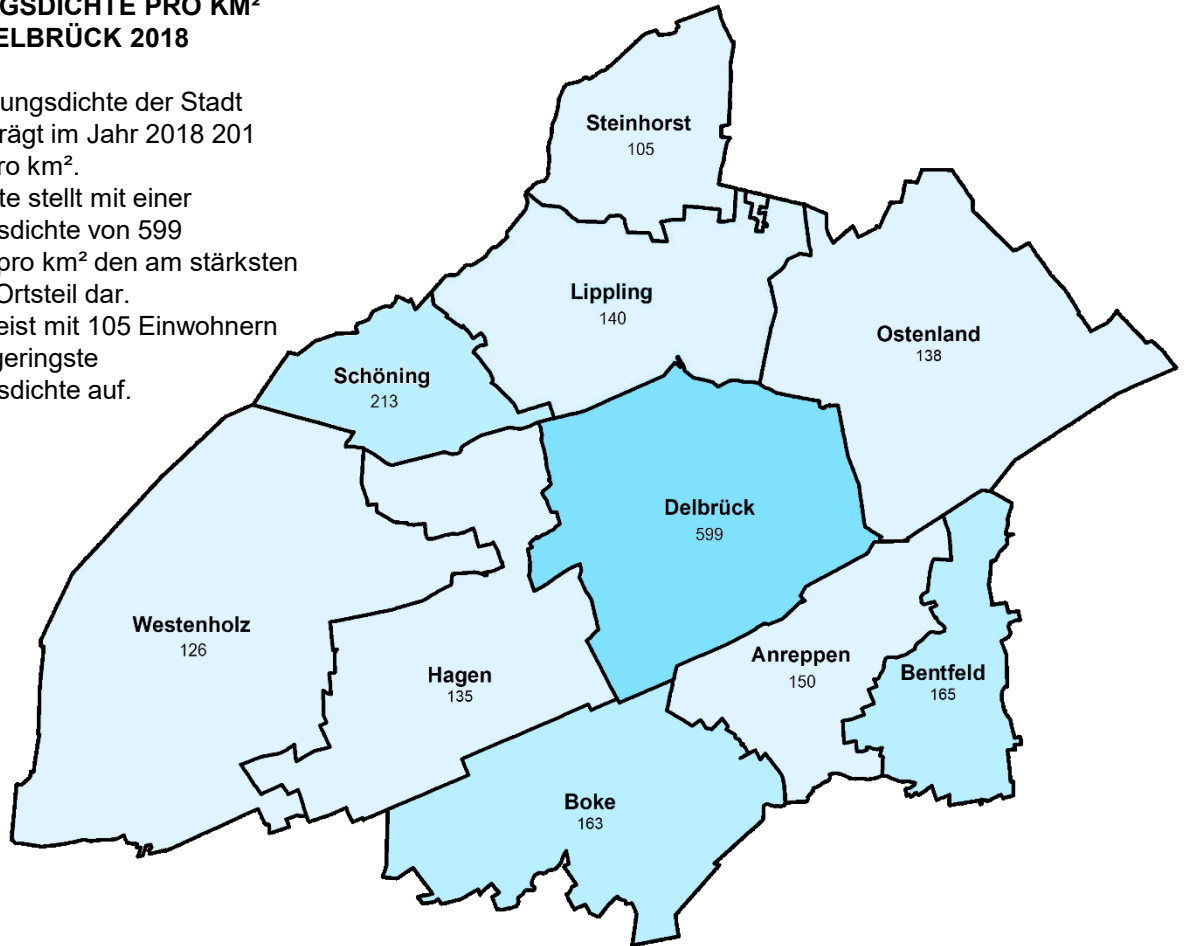 GSDICHTE PRO KM²
ELBRÜCK 2018
ungsdichte der Stadt
rägt im Jahr 2018 201
ro km².
te stellt mit einer
sdichte von 599
pro km² den am stärksten
Ortsteil dar.
eist mit 105 Einwohnern
geringste
sdichte auf.
Steinhorst
105
Lippling
140
Ostenland
138
Schöning
213
Delbrück
599
Westenholz
126
Hagen
135
Anreppen
150
Bentfeld
165
Boke
163